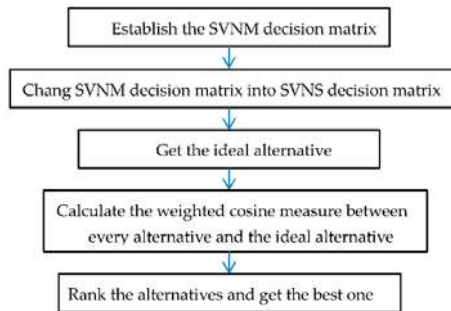 Establish the SVNM decision matrix
Chang SVNM decision matrix into SVNS decision matrix
Get the ideal alternative
Calculate the weighted cosine measure between
every alternative and the ideal alternative
Rank the alternatives and get the best one